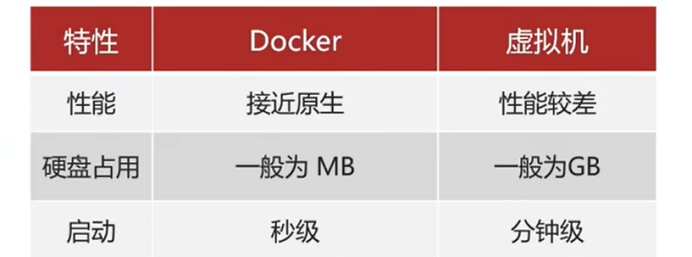 特性 Docker 虚拟机
性能 接近原生 性能较差
硬盘占用 一般为 MB 一般为GB
启动 秒级 分钟级